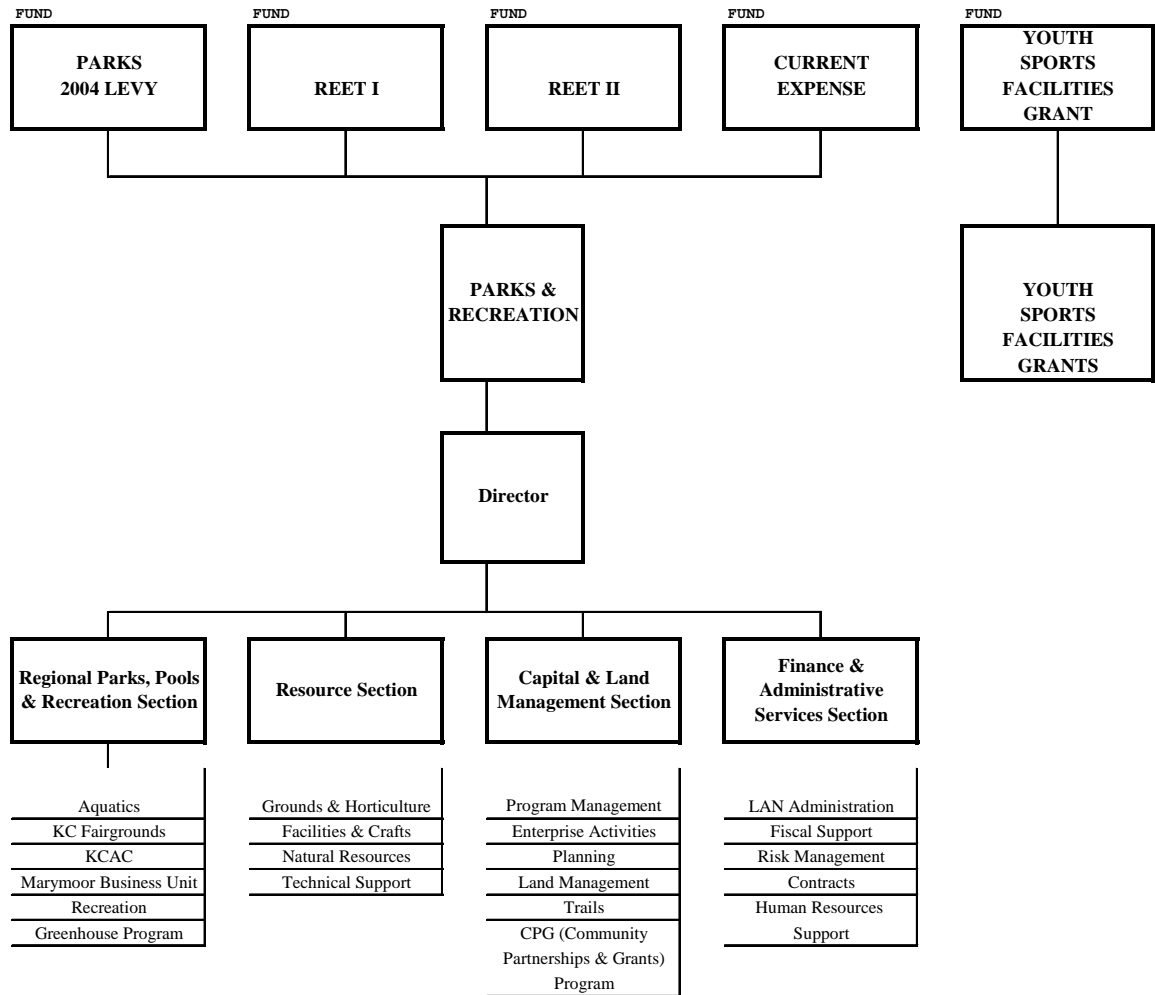 FUND
FUND
FUND
FUND
FUND
PARKS
2004 LEVY
REET I
REET II
CURRENT
EXPENSE
YOUTH
SPORTS
FACILITIES
GRANT
PARKS &
RECREATION
YOUTH
SPORTS
FACILITIES
GRANTS
Director
Regional Parks, Pools
& Recreation Section
Resource Section
Capital & Land
Management Section
Finance &
Administrative
Services Section
Aquatics
KC Fairgrounds
KCAC
Marymoor Business Unit
Recreation
Greenhouse Program
Grounds & Horticulture
Facilities & Crafts
Natural Resources
Technical Support
Program Management
Enterprise Activities
Planning
Land Management
Trails
CPG (Community
Partnerships & Grants)
Program
LAN Administration
Fiscal Support
Risk Management
Contracts
Human Resources
Support